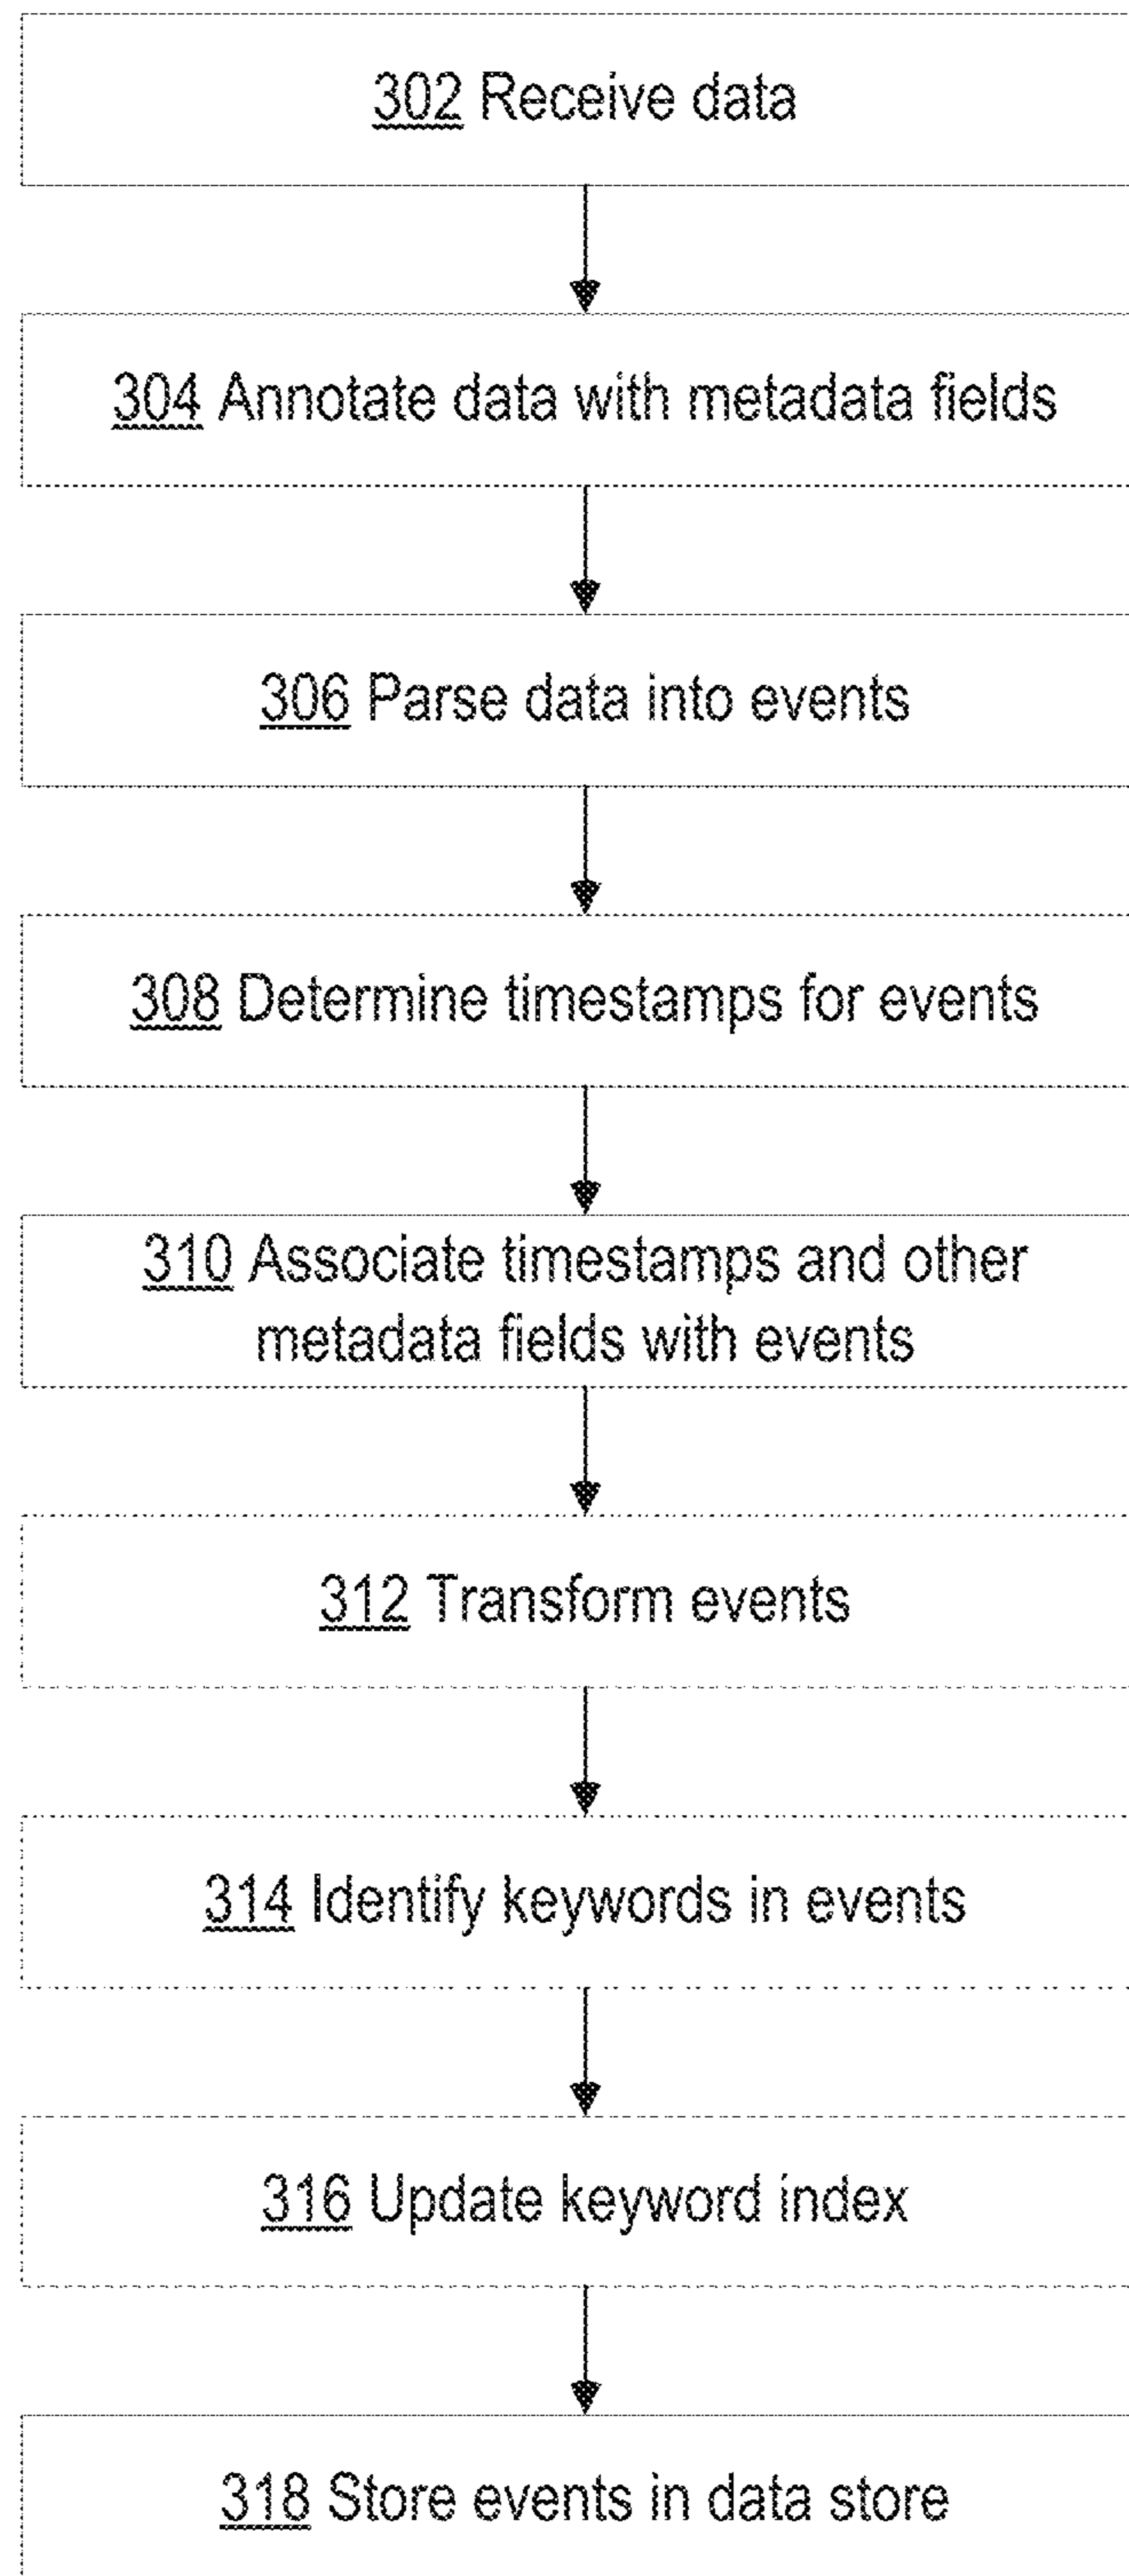 302 Receive data
304 Annotate data with metadata fields
306 Parse data into events
308 Determine timestamps for events
310 Associate timestamps and other
metadata fields with events
312 Transform events
314 Identify keywords in events
316 Update keyword index
318 Store events in data store